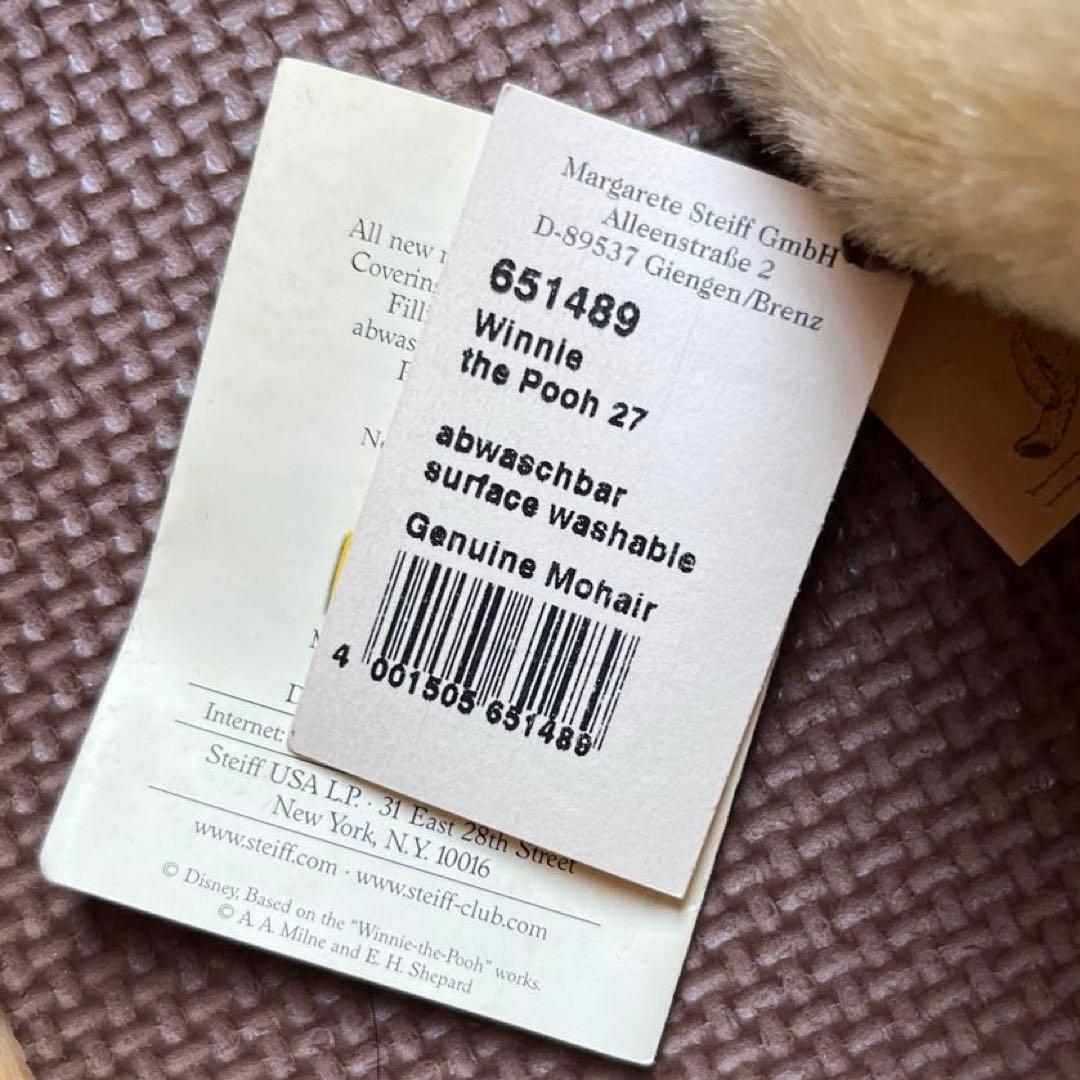 Margarete Steiff GmbH
Alleenstraße 2
D-89537 Giengen/Brenz
651489
Winnie
the Pooh 27
abwaschbar
surface washable
Genuine Mohair
4 001505 651489
All new
Fill
Internet:
Steiff USA L.P. · 31 East 28th Street
New York, N.Y. 10016
www.steiff.com · www.steiff-club.com
© Disney, Based on the "Winnie-the-Pooh" works.
© A. A. Milne and E. H. Shepard